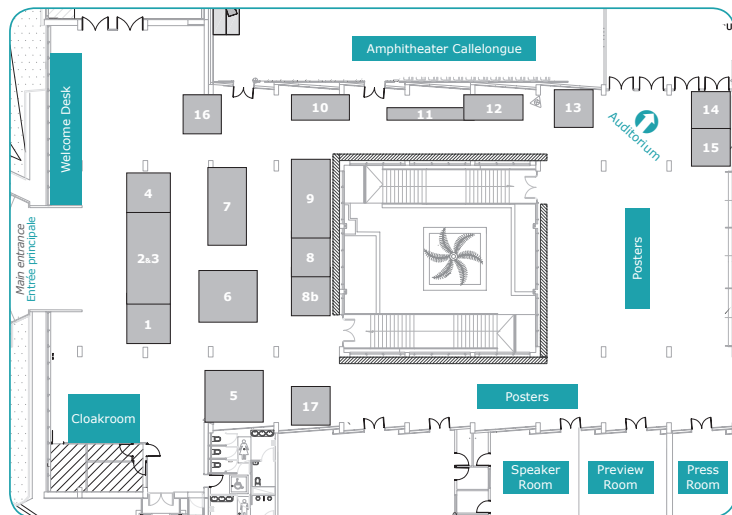 Amphitheater Callelongue
Welcome Desk
16
10
11
12
13
14
15
Auditorium
4
7
9
2&3
8
6
8b
1
Main entrance
Entrée principale
Posters
5
17
Posters
Cloakroom
Speaker
Room
Preview
Room
Press
Room